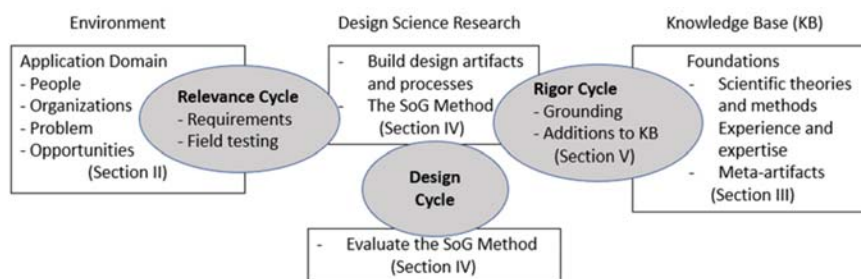 Environment
Design Science Research
Knowledge Base (KB)
Application Domain
- People
- Organizations
- Problem
- Opportunities
(Section II)
Relevance Cycle
- Requirements
- Field testing
- Build design artifacts
and processes
- The SoG Method
(Section IV)
Rigor Cycle
- Grounding
- Additions to KB
(Section V)
Foundations
- Scientific theories
and methods
Experience and
expertise
- Meta-artifacts
(Section III)
Design
Cycle
- Evaluate the SoG Method
(Section IV)